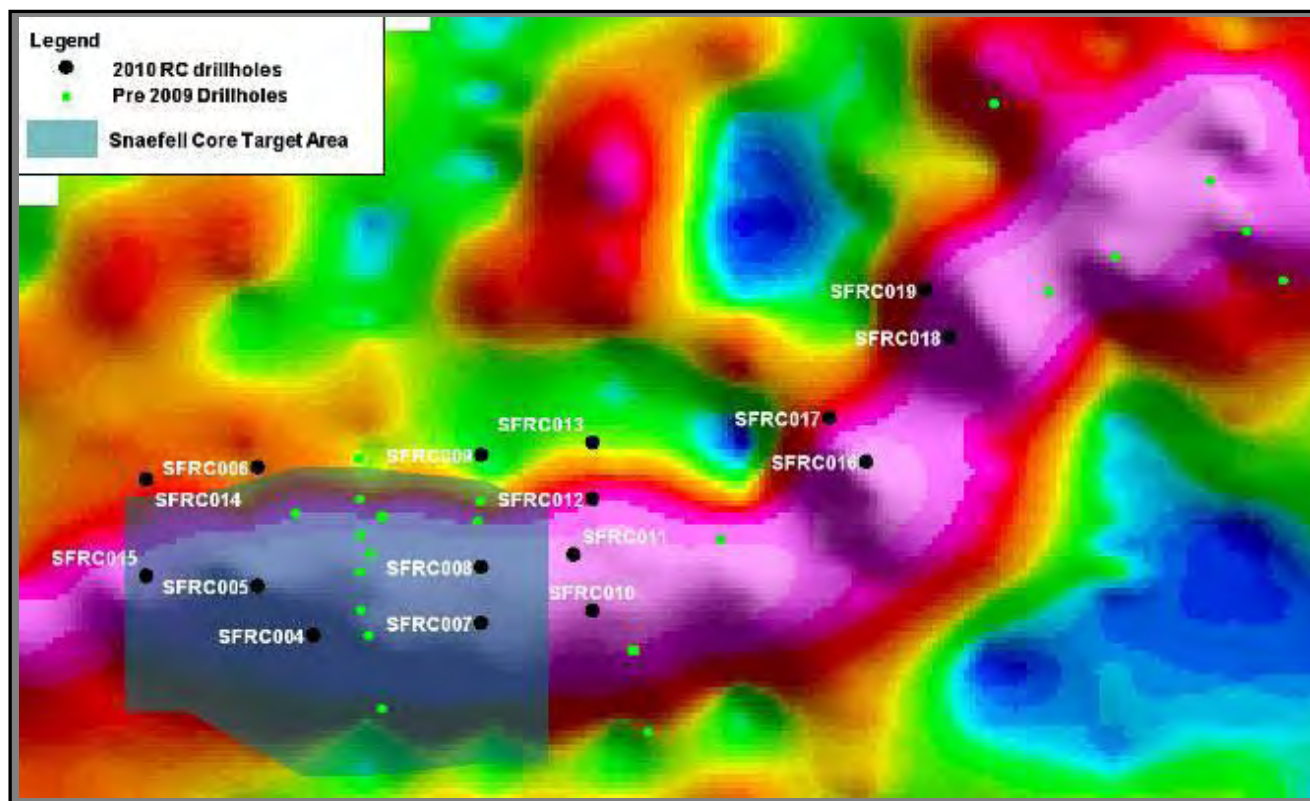 Legend
2010 RC drillholes
Pre 2009 Drillholes
Snaefell Core Target Area
SFRC019
SFRC018
SFRC017
SFRC013
SFRC009
SFRC016
SFRC006
SFRC014
SFRC012
SFRC011
SFRC015
SFRC008
SFRC005
SFRC010
SFRC007
SFRC004